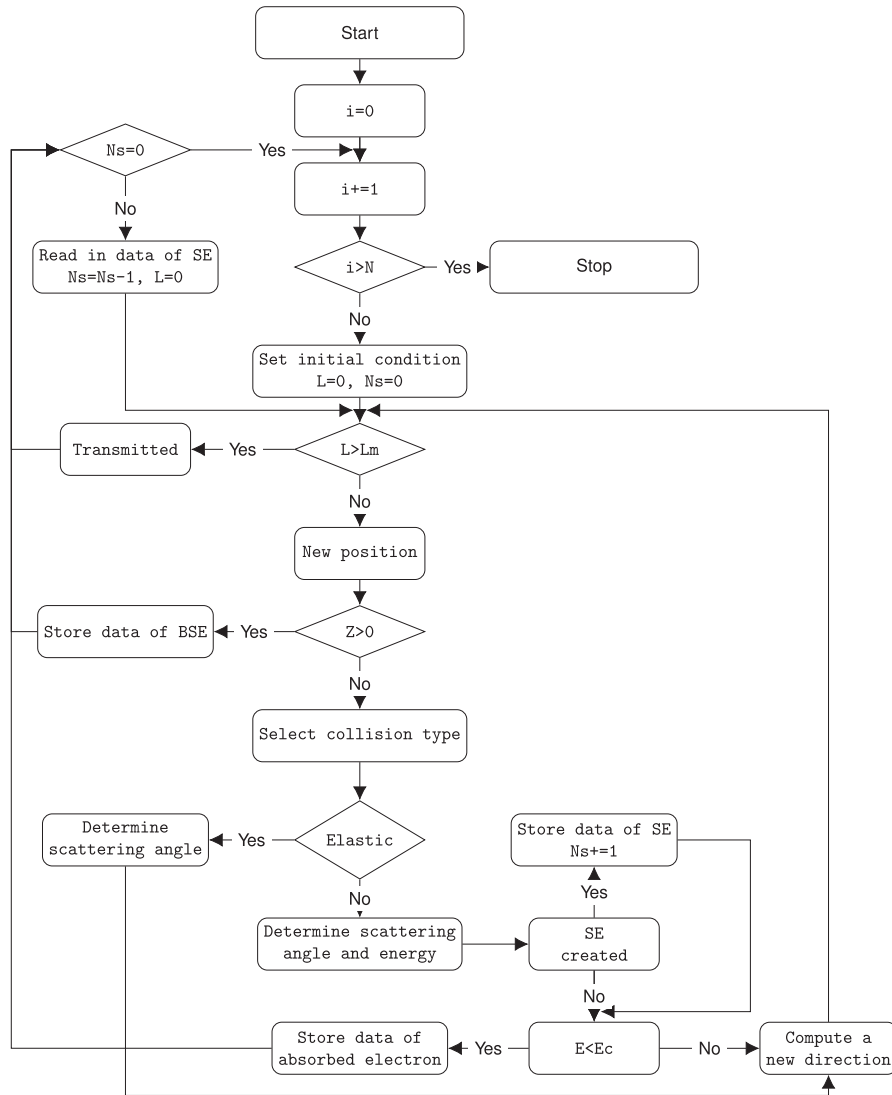 Start
i=0
Ns=0
Yes
i+=1
No
Read in data of SE
Ns=Ns-1, L=0
i>N
Yes
Stop
No
Set initial condition
L=0, Ns=0
Transmitted
Yes
L>Lm
No
New position
Store data of BSE
Yes
Z>0
No
Select collision type
Determine
scattering angle
Yes
Elastic
Store data of SE
Ns+=1
No
Yes
Determine scattering
angle and energy
SE
created
No
Store data of
absorbed electron
Yes
E<Ec
No
Compute a
new direction